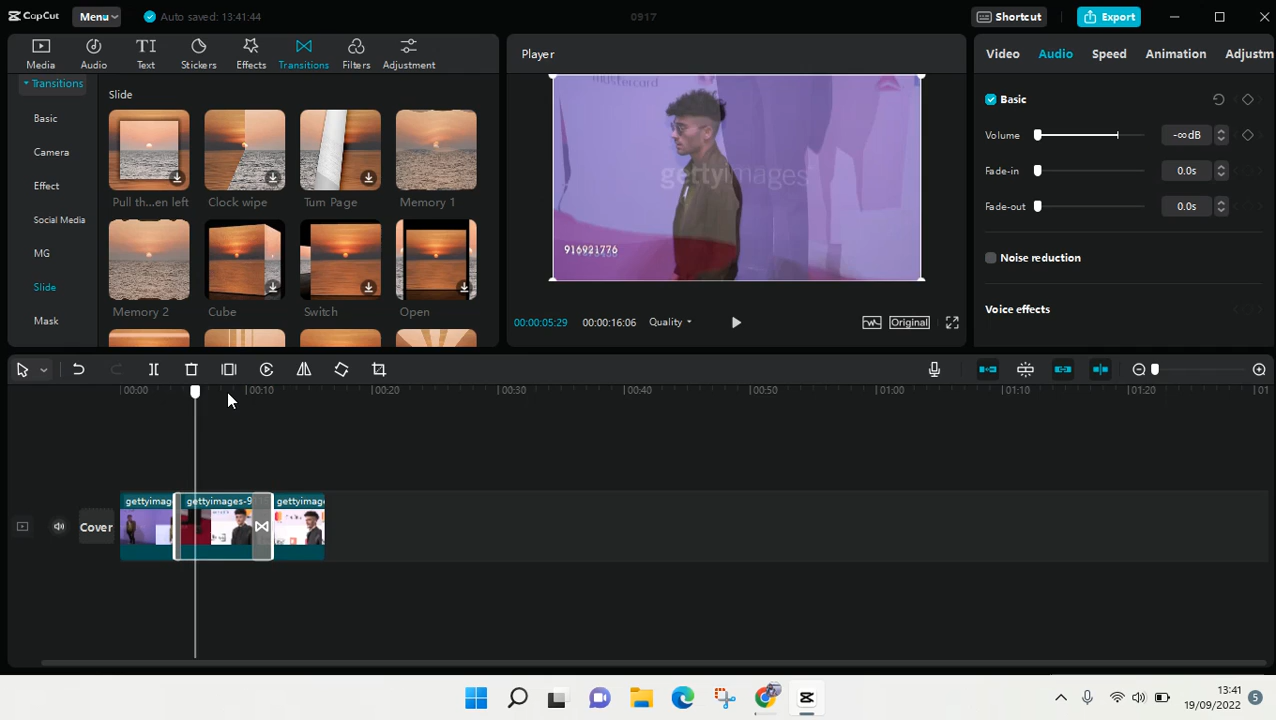 CapCut Menu Auto saved: 13:41:44 0917 Shortcut Export
Media Audio Text Stickers Effects Transitions Filters Adjustment
Player
Video Audio Speed Animation Adjustm
Transitions
Basic
Camera
Effect
Social Media
MG
Slide
Mask
Slide
Pull th...en left Clock wipe Turn Page Memory 1
Memory 2 Cube Switch Open
mastercard
gettyimages
916921776
00:00:05:29 00:00:16:06 Quality Original
Basic
Volume -∞dB
Fade-in 0.0s
Fade-out 0.0s
Noise reduction
Voice effects
00:00 00:10 00:20 00:30 00:40 00:50 01:00 01:10 01:20 01
gettyimag gettyimages-9 gettyimag
Cover
13:41
19/09/2022 5